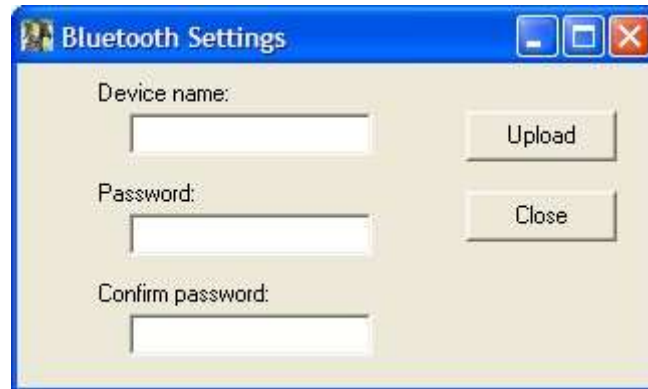 Bluetooth Settings
Device name:
Upload
Password:
Close
Confirm password: